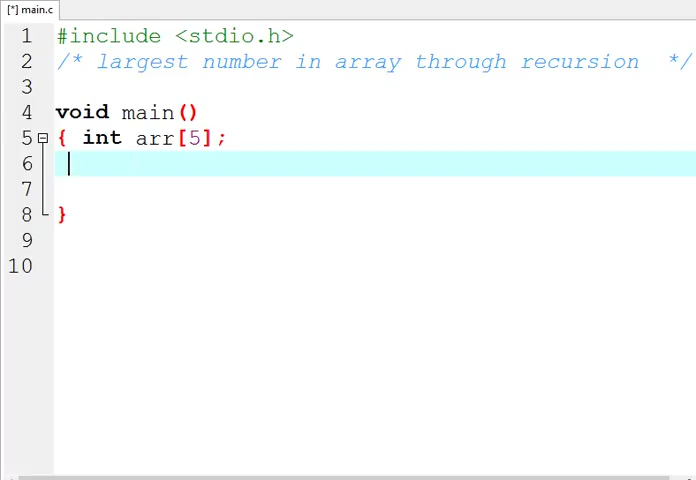 [*] main.c
1 #include <stdio.h>
2 /* largest number in array through recursion  */
3
4 void main()
5 { int arr[5];
6
7
8 }
9
10